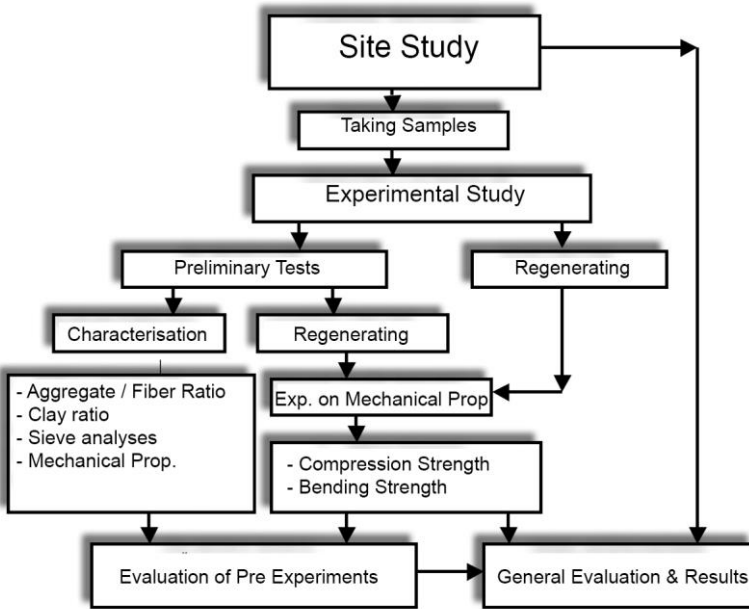 Site Study
Taking Samples
Experimental Study
Preliminary Tests
Regenerating
Characterisation
Regenerating
- Aggregate / Fiber Ratio
- Clay ratio
- Sieve analyses
- Mechanical Prop.
Exp. on Mechanical Prop
- Compression Strength
- Bending Strength
Evaluation of Pre Experiments
General Evaluation & Results